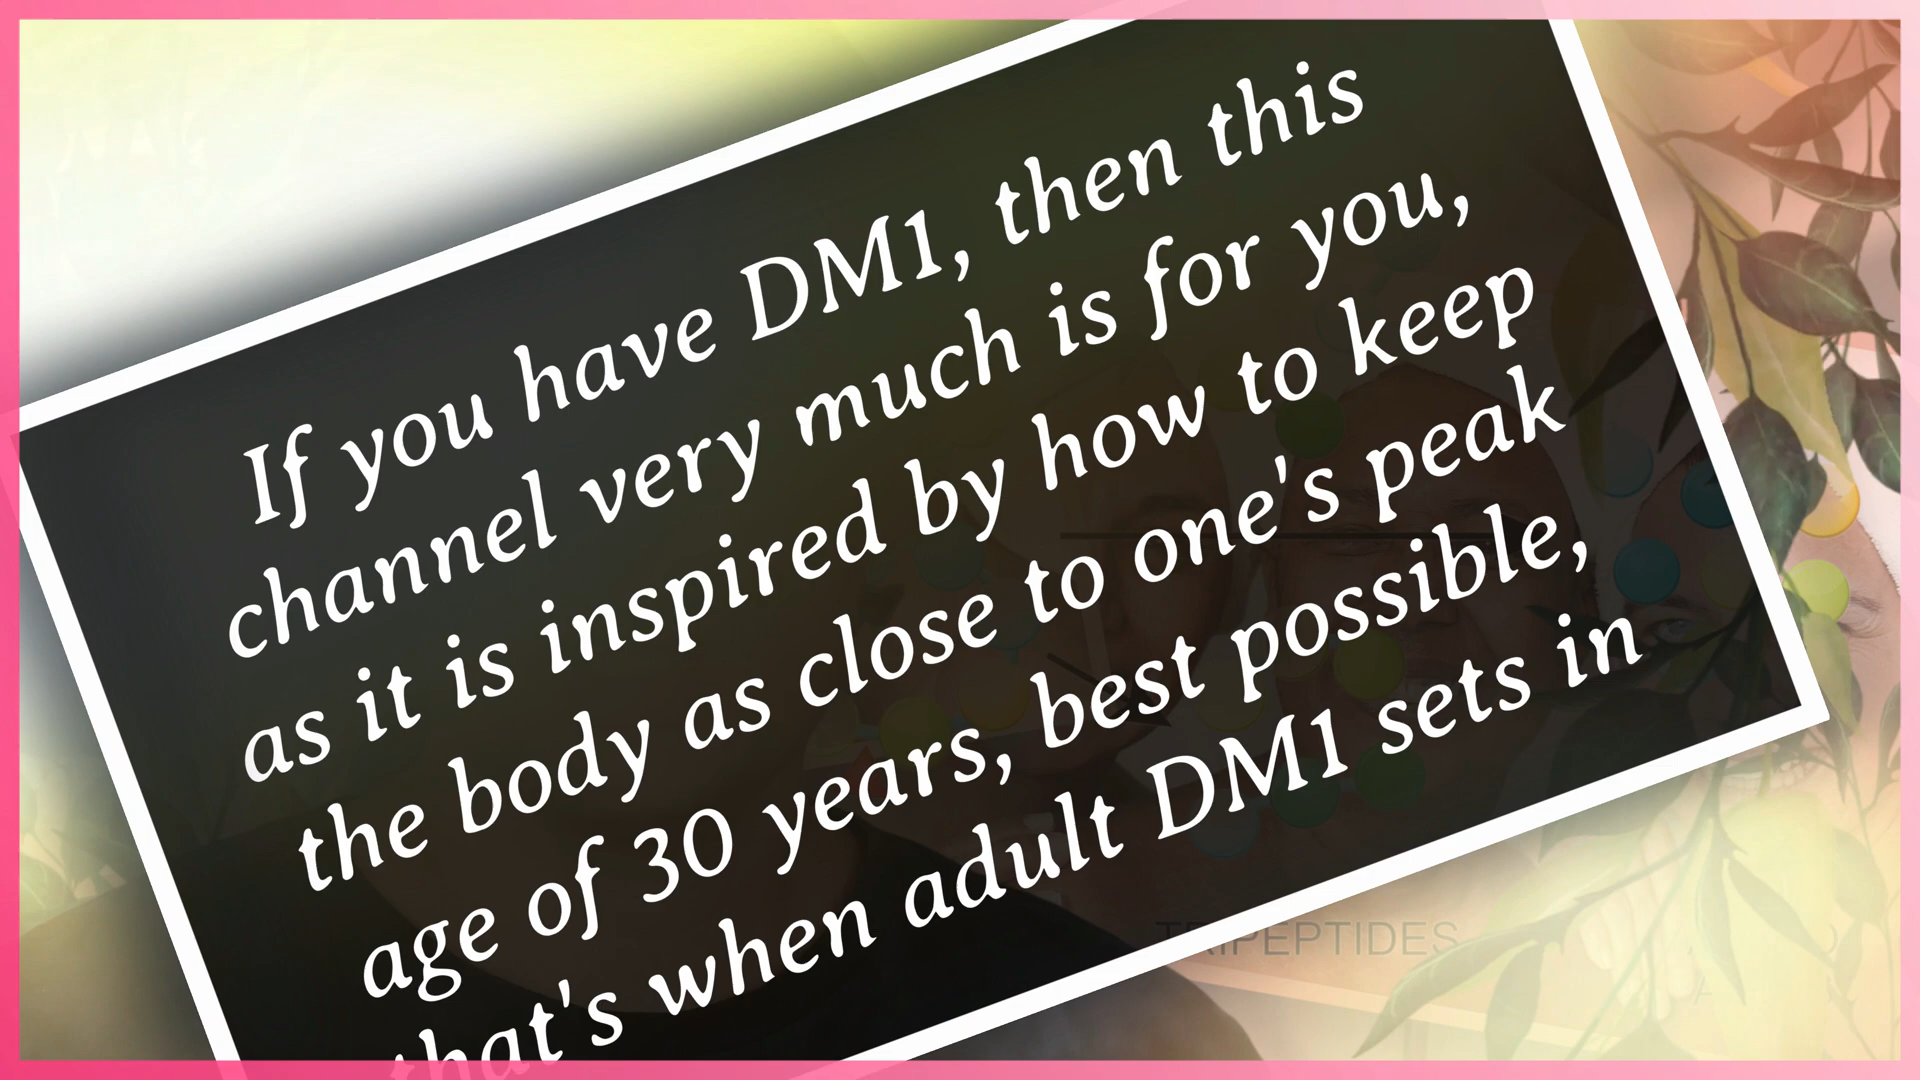 If you have DM1, then this
channel very much is for you,
as it is inspired by how to keep
the body as close to one's peak
age of 30 years, best possible,
that's when adult DM1 sets in
TRIPEPTIDES